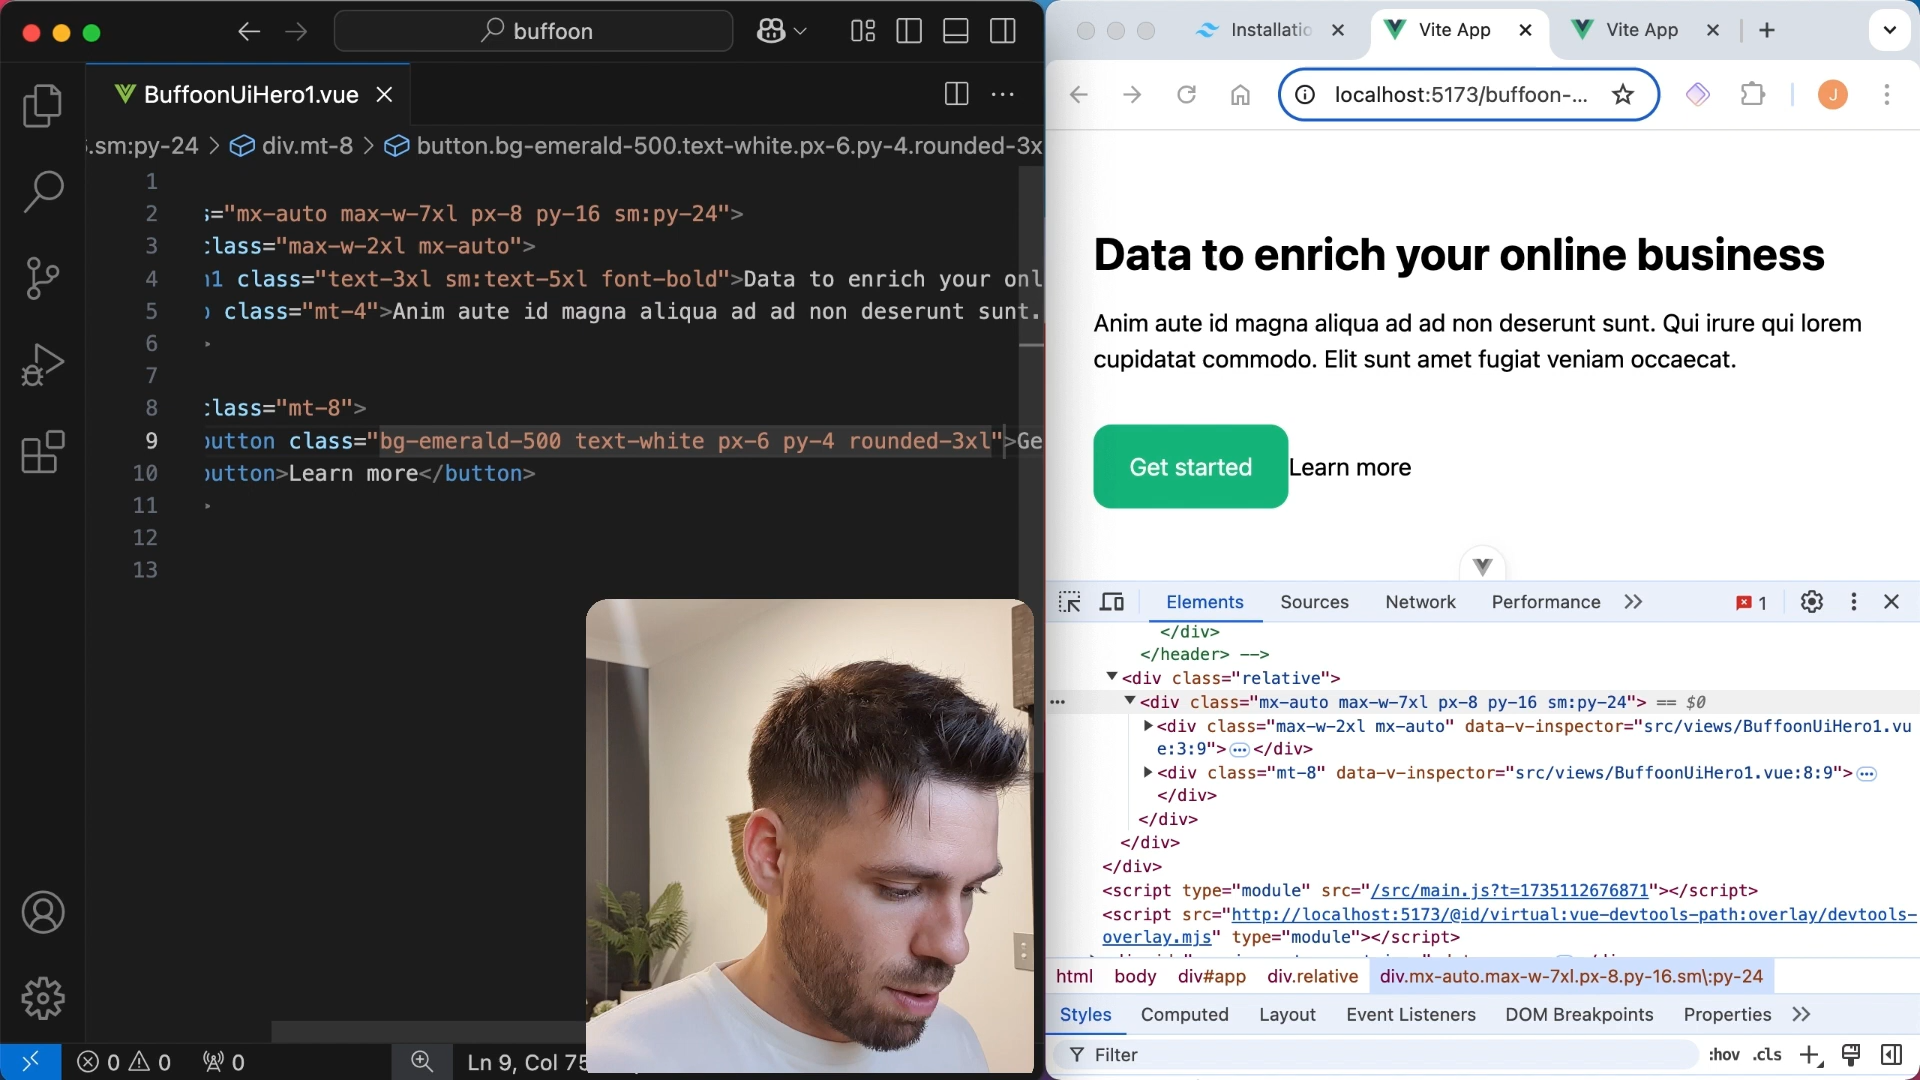 buffoon
BuffoonUiHero1.vue
.sm:py-24 > div.mt-8 > button.bg-emerald-500.text-white.px-6.py-4.rounded-3x
1
2 s="mx-auto max-w-7xl px-8 py-16 sm:py-24">
3 class="max-w-2xl mx-auto">
4 h1 class="text-3xl sm:text-5xl font-bold">Data to enrich your onl
5 p class="mt-4">Anim aute id magna aliqua ad ad non deserunt sunt.
6 >
7
8 class="mt-8">
9 button class="bg-emerald-500 text-white px-6 py-4 rounded-3xl">Ge
10 button>Learn more</button>
11 >
12
13
0 0 0 Ln 9, Col 75
Installatio Vite App Vite App
localhost:5173/buffoon-... J
Data to enrich your online business
Anim aute id magna aliqua ad ad non deserunt sunt. Qui irure qui lorem
cupidatat commodo. Elit sunt amet fugiat veniam occaecat.
Get started Learn more
Elements Sources Network Performance 1
</div>
</header> -->
<div class="relative">
<div class="mx-auto max-w-7xl px-8 py-16 sm:py-24"> == $0
<div class="max-w-2xl mx-auto" data-v-inspector="src/views/BuffoonUiHero1.vu
e:3:9"> </div>
<div class="mt-8" data-v-inspector="src/views/BuffoonUiHero1.vue:8:9">
</div>
</div>
</div>
</div>
<script type="module" src="/src/main.js?t=1735112676871"></script>
<script src="http://localhost:5173/@id/virtual:vue-devtools-path:overlay/devtools-
overlay.mjs" type="module"></script>
html body div#app div.relative div.mx-auto.max-w-7xl.px-8.py-16.sm\:py-24
Styles Computed Layout Event Listeners DOM Breakpoints Properties
Filter :hov .cls